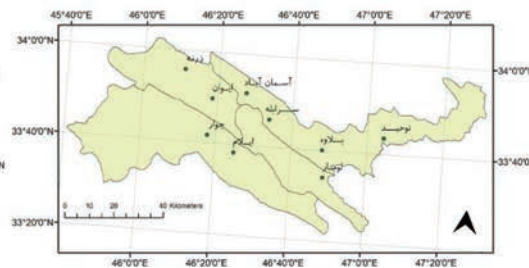 45°40'0"E 46°0'0"E 46°20'0"E 46°40'0"E 47°0'0"E 47°20'0"E
34°0'0"N
34°0'0"N
زرنه
آسمان آباد
ایوان
سرابله
توحید
چوار
بلاوه
33°40'0"N
33°40'0"N
ایلام
لومار
0 10 20 40 Kilometers
33°20'0"N
46°0'0"E 46°20'0"E 46°40'0"E 47°0'0"E 47°20'0"E